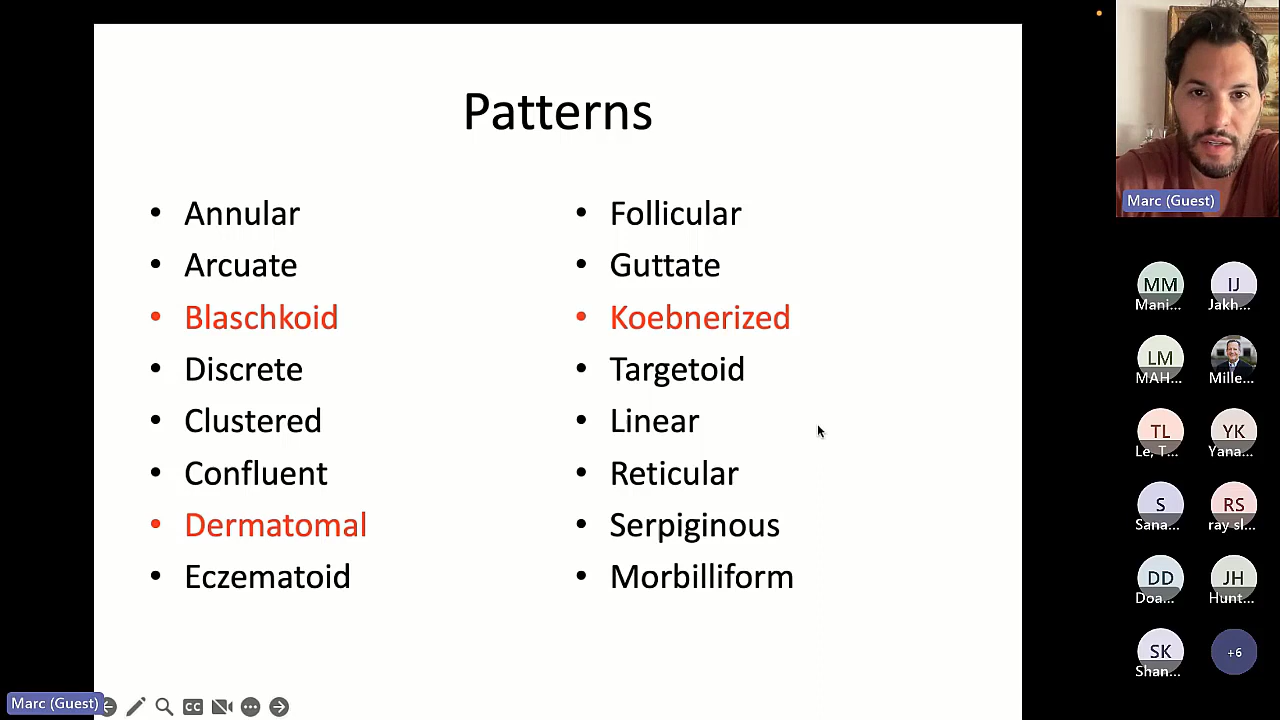 Patterns
• Annular
• Arcuate
• Blaschkoid
• Discrete
• Clustered
• Confluent
• Dermatomal
• Eczematoid
• Follicular
• Guttate
• Koebnerized
• Targetoid
• Linear
• Reticular
• Serpiginous
• Morbilliform
Marc (Guest)
MM
IJ
Mani...
Jakh...
LM
MAH...
Mille...
TL
YK
Le, T...
Yana...
S
RS
Sana...
ray sl...
DD
JH
Doa...
Hunt...
SK
+6
Shan...
Marc (Guest)
CC